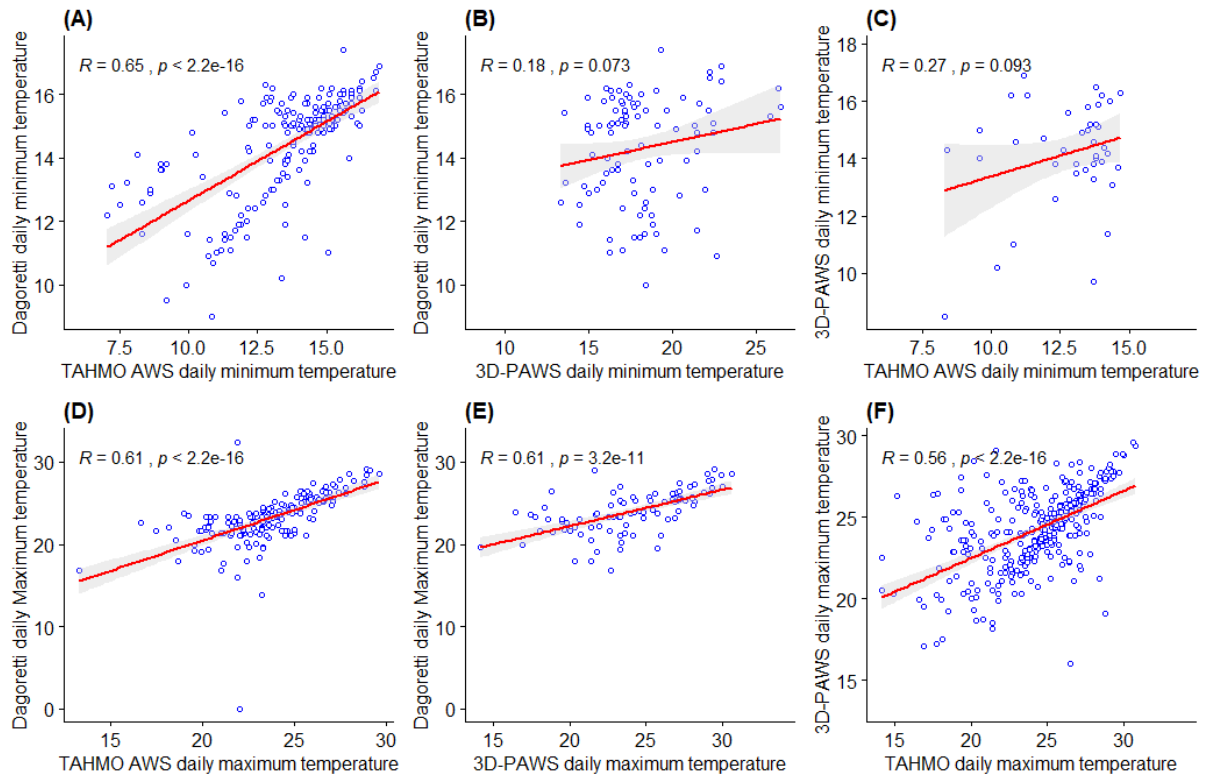 (A)
R = 0.65 , p < 2.2e-16
Dagoretti daily minimum temperature
16
14
12
10
7.5 10.0 12.5 15.0
TAHMO AWS daily minimum temperature
(B)
R = 0.18 , p = 0.073
Dagoretti daily minimum temperature
16
14
12
10
10 15 20 25
3D-PAWS daily minimum temperature
(C)
R = 0.27 , p = 0.093
3D-PAWS daily minimum temperature
18
16
14
12
10
10.0 12.5 15.0
TAHMO AWS daily minimum temperature
(D)
R = 0.61 , p < 2.2e-16
Dagoretti daily Maximum temperature
30
20
10
0
15 20 25 30
TAHMO AWS daily maximum temperature
(E)
R = 0.61 , p = 3.2e-11
Dagoretti daily Maximum temperature
30
20
10
0
15 20 25 30
3D-PAWS daily maximum temperature
(F)
R = 0.56 , p < 2.2e-16
3D-PAWS daily maximum temperature
30
25
20
15
15 20 25 30
TAHMO daily maximum temperature